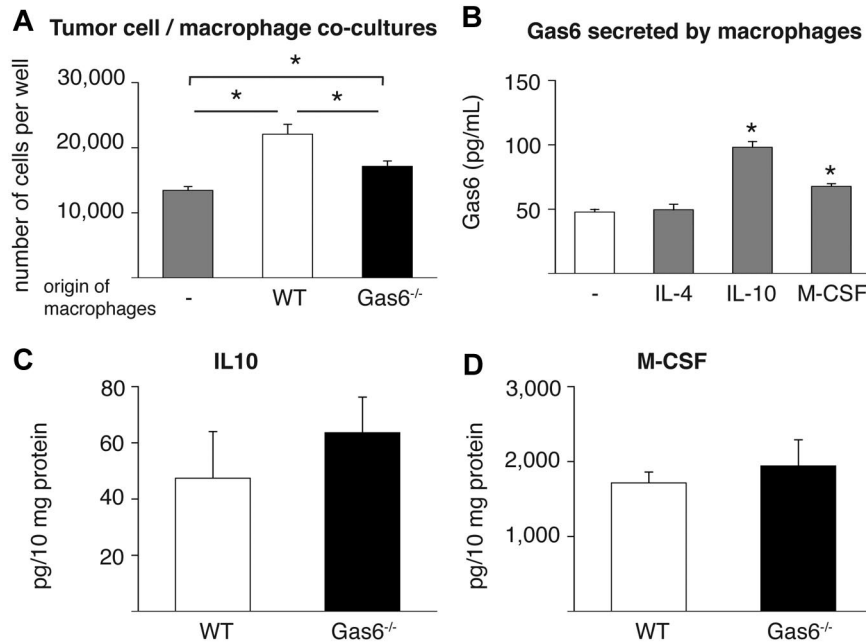 A Tumor cell / macrophage co-cultures
number of cells per well
30,000
20,000
10,000
*
* *
origin of
macrophages
- WT Gas6-/-
B Gas6 secreted by macrophages
Gas6 (pg/mL)
150
100
50
*
*
- IL-4 IL-10 M-CSF
C IL10
pg/10 mg protein
80
60
40
20
WT Gas6-/-
D M-CSF
pg/10 mg protein
3,000
2,000
1,000
WT Gas6-/-